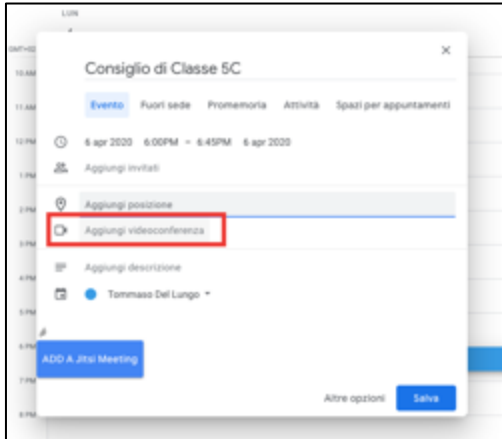 LUN
GMT+02
10 AM
Consiglio di Classe 5C
Evento Fuori sede Promemoria Attività Spazi per appuntamenti
11 AM
12 PM
6 apr 2020 6:00PM – 6:45PM 6 apr 2020
Aggiungi invitati
1 PM
Aggiungi posizione
2 PM
Aggiungi videoconferenza
3 PM
Aggiungi descrizione
4 PM
Tommaso Del Lungo
5 PM
6 PM
ADD A Jitsi Meeting
7 PM
Altre opzioni Salva
8 PM